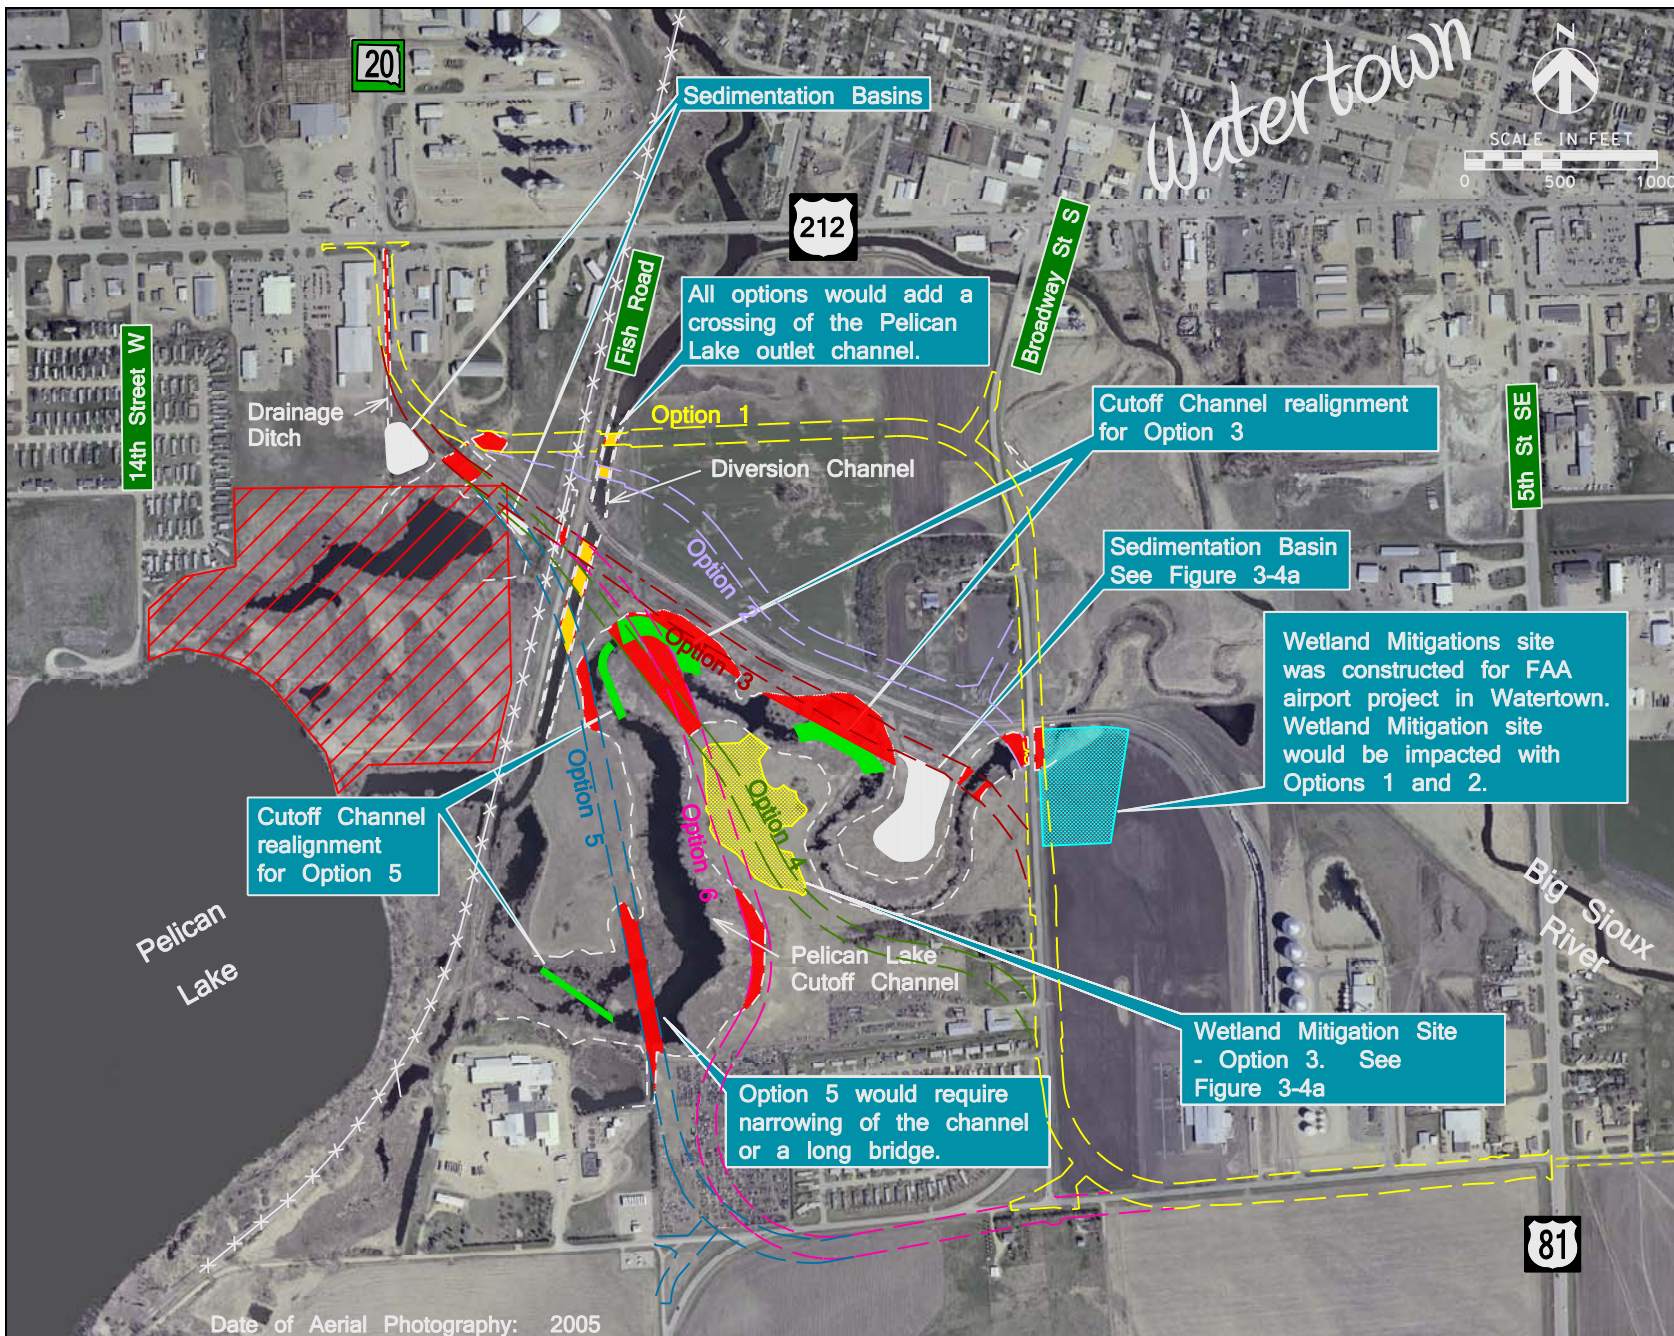 20
Sedimentation Basins
Watertown
N
SCALE IN FEET
0 500 1000
212
Broadway St S
Fish Road
All options would add a
crossing of the Pelican
Lake outlet channel.
14th Street W
Drainage
Ditch
Option 1
Cutoff Channel realignment
for Option 3
Diversion Channel
5th St SE
Option 2
Sedimentation Basin
See Figure 3-4a
Wetland Mitigations site
was constructed for FAA
airport project in Watertown.
Wetland Mitigation site
would be impacted with
Options 1 and 2.
Option 3
Option 5
Option 4
Option 6
Cutoff Channel
realignment
for Option 5
Pelican
Lake
Big Sioux
River
Pelican Lake
Cutoff Channel
Wetland Mitigation Site
- Option 3. See
Figure 3-4a
Option 5 would require
narrowing of the channel
or a long bridge.
81
Date of Aerial Photography: 2005